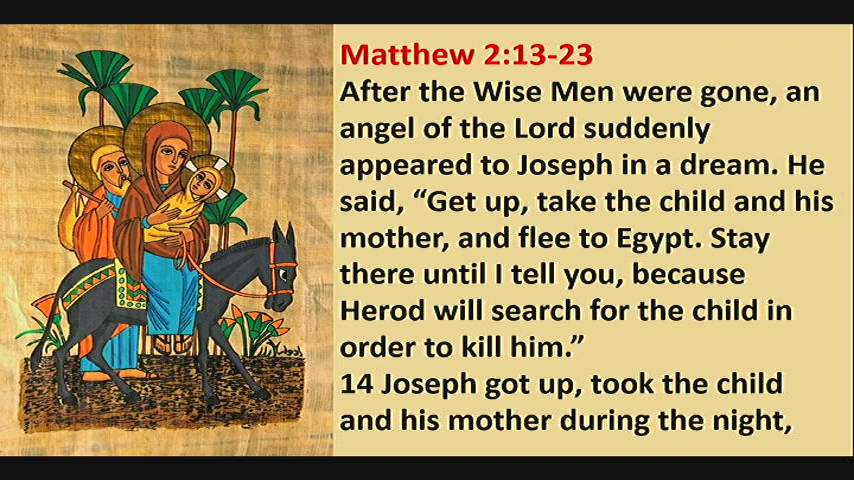 Matthew 2:13-23
After the Wise Men were gone, an
angel of the Lord suddenly
appeared to Joseph in a dream. He
said, “Get up, take the child and his
mother, and flee to Egypt. Stay
there until I tell you, because
Herod will search for the child in
order to kill him.”
14 Joseph got up, took the child
and his mother during the night,